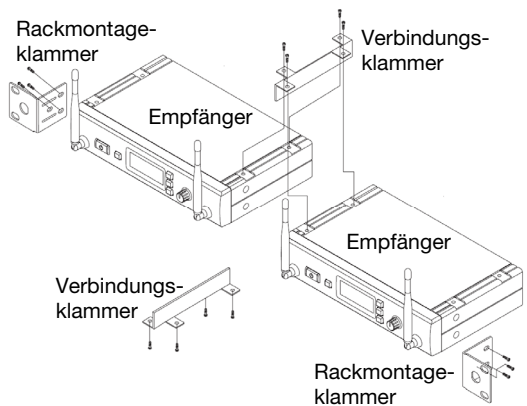 Rackmontage-
klammer
Verbindungs-
klammer
Empfänger
Empfänger
Verbindungs-
klammer
Rackmontage-
klammer